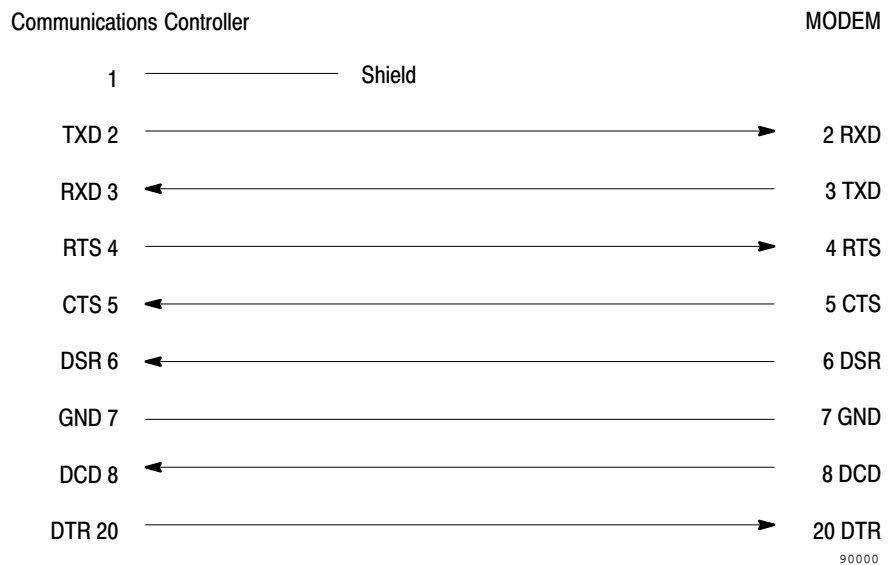 Communications Controller MODEM
1 Shield
TXD 2 2 RXD
RXD 3 3 TXD
RTS 4 4 RTS
CTS 5 5 CTS
DSR 6 6 DSR
GND 7 7 GND
DCD 8 8 DCD
DTR 20 20 DTR
90000